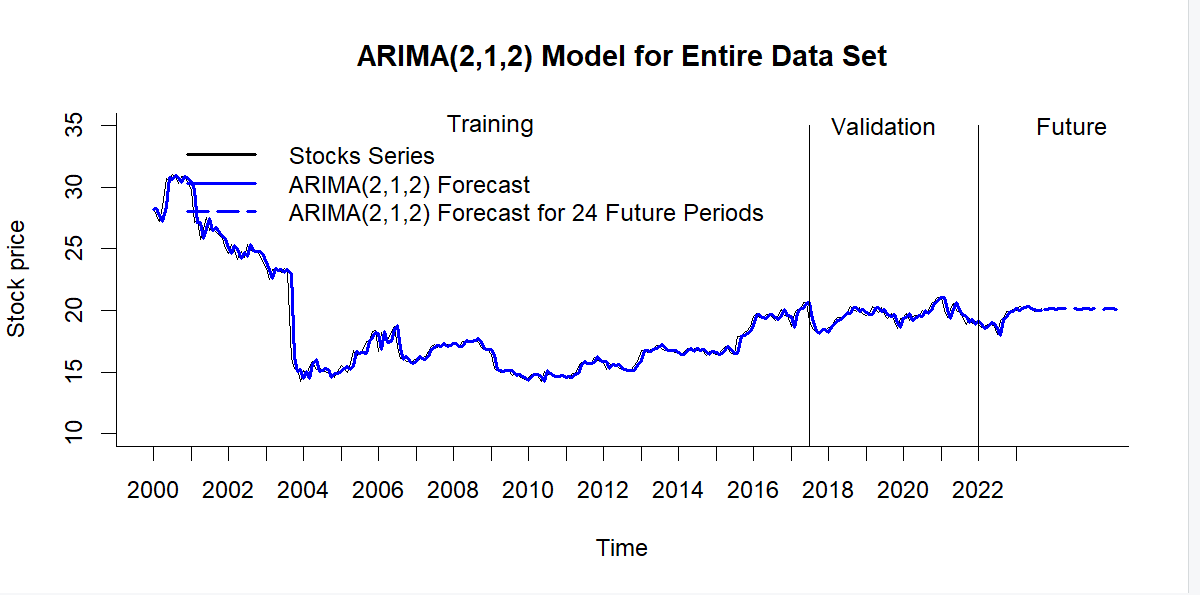 ARIMA(2,1,2) Model for Entire Data Set
Training
Validation
Future
Stocks Series
ARIMA(2,1,2) Forecast
ARIMA(2,1,2) Forecast for 24 Future Periods
Stock price
35
30
25
20
15
10
2000 2002 2004 2006 2008 2010 2012 2014 2016 2018 2020 2022
Time